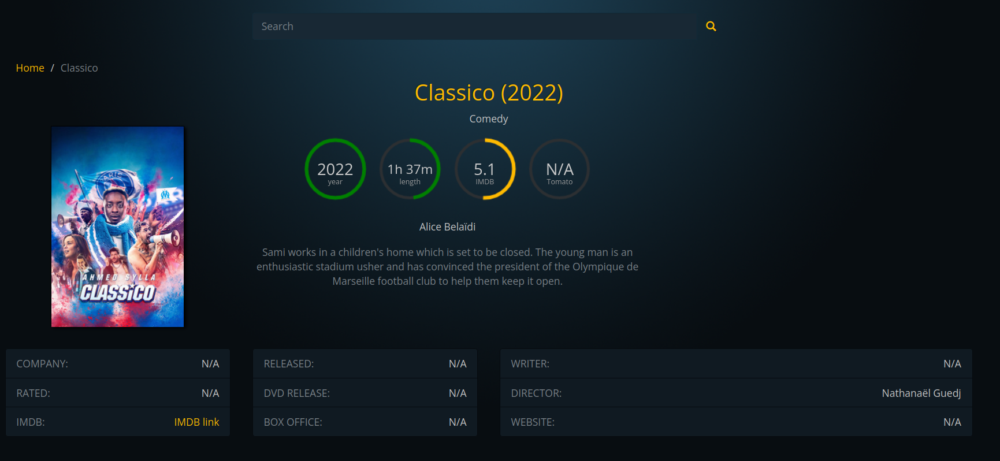 Search
Home / Classico
Classico (2022)
Comedy
2022
year
1h 37m
length
5.1
IMDB
N/A
Tomato
PARIS
AHMED SYLLA
CLASSiCO
Alice Belaïdi
Sami works in a children's home which is set to be closed. The young man is an
enthusiastic stadium usher and has convinced the president of the Olympique de
Marseille football club to help them keep it open.
COMPANY: N/A
RATED: N/A
IMDB: IMDB link
RELEASED: N/A
DVD RELEASE: N/A
BOX OFFICE: N/A
WRITER: N/A
DIRECTOR: Nathanaël Guedj
WEBSITE: N/A